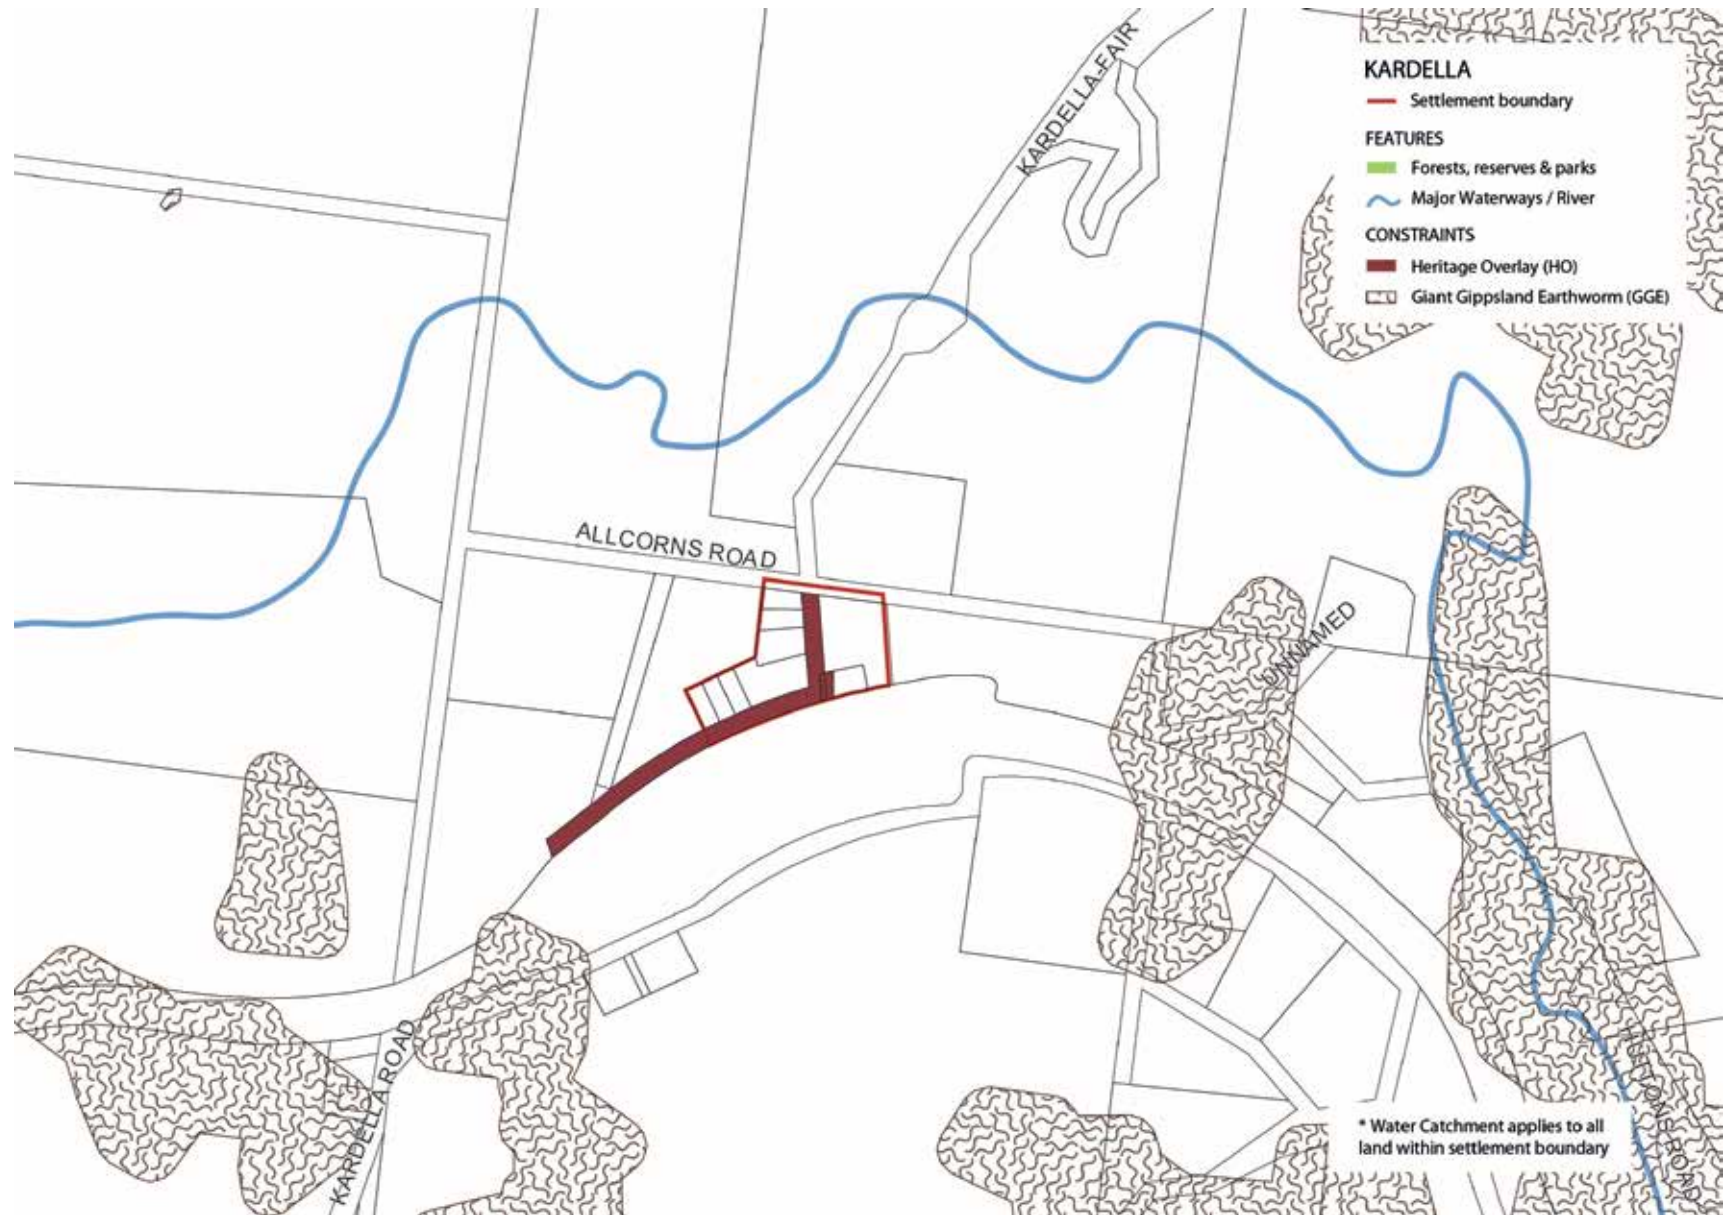 KARDELLA-FAIR
KARDELLA
Settlement boundary
FEATURES
Forests, reserves & parks
Major Waterways / River
CONSTRAINTS
Heritage Overlay (HO)
Giant Gippsland Earthworm (GGE)
ALLCORNS ROAD
UNNAMED
KARDELLA ROAD
ROAD
* Water Catchment applies to all
land within settlement boundary